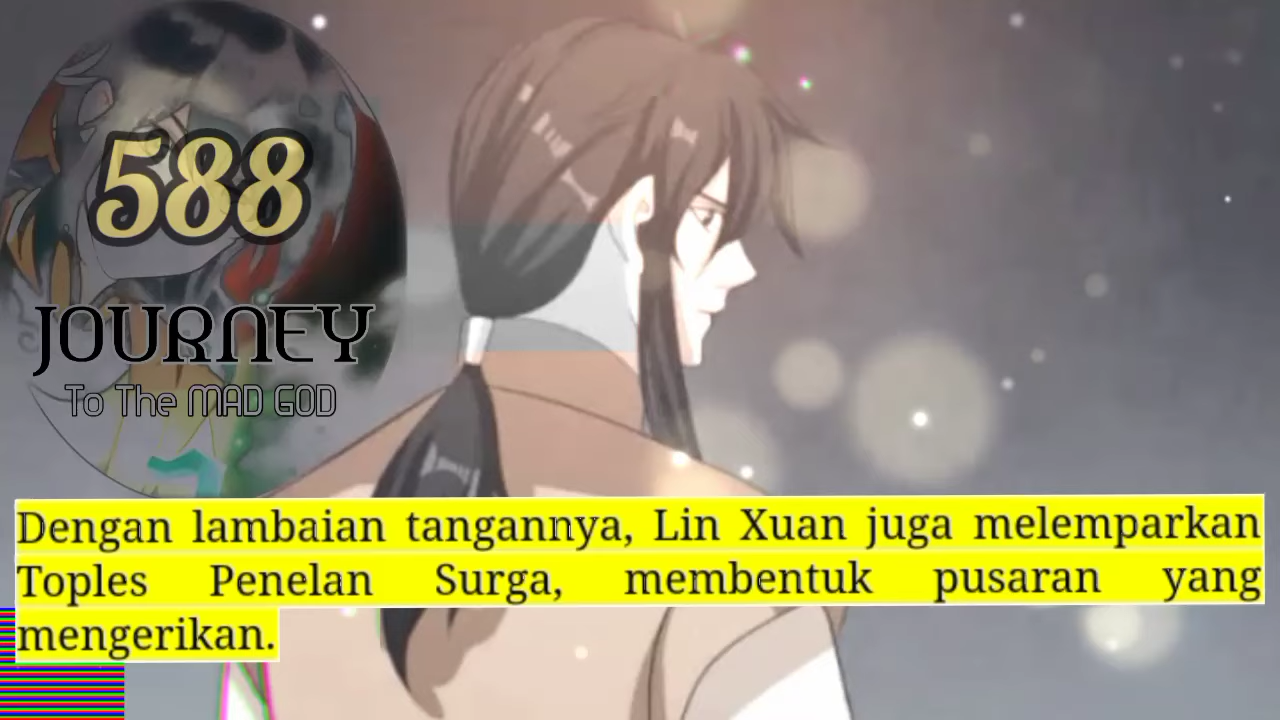 588
JOURNEY
To The MAD GOD
Dengan lambaian tangannya, Lin Xuan juga melemparkan
Toples Penelan Surga, membentuk pusaran yang
mengerikan.